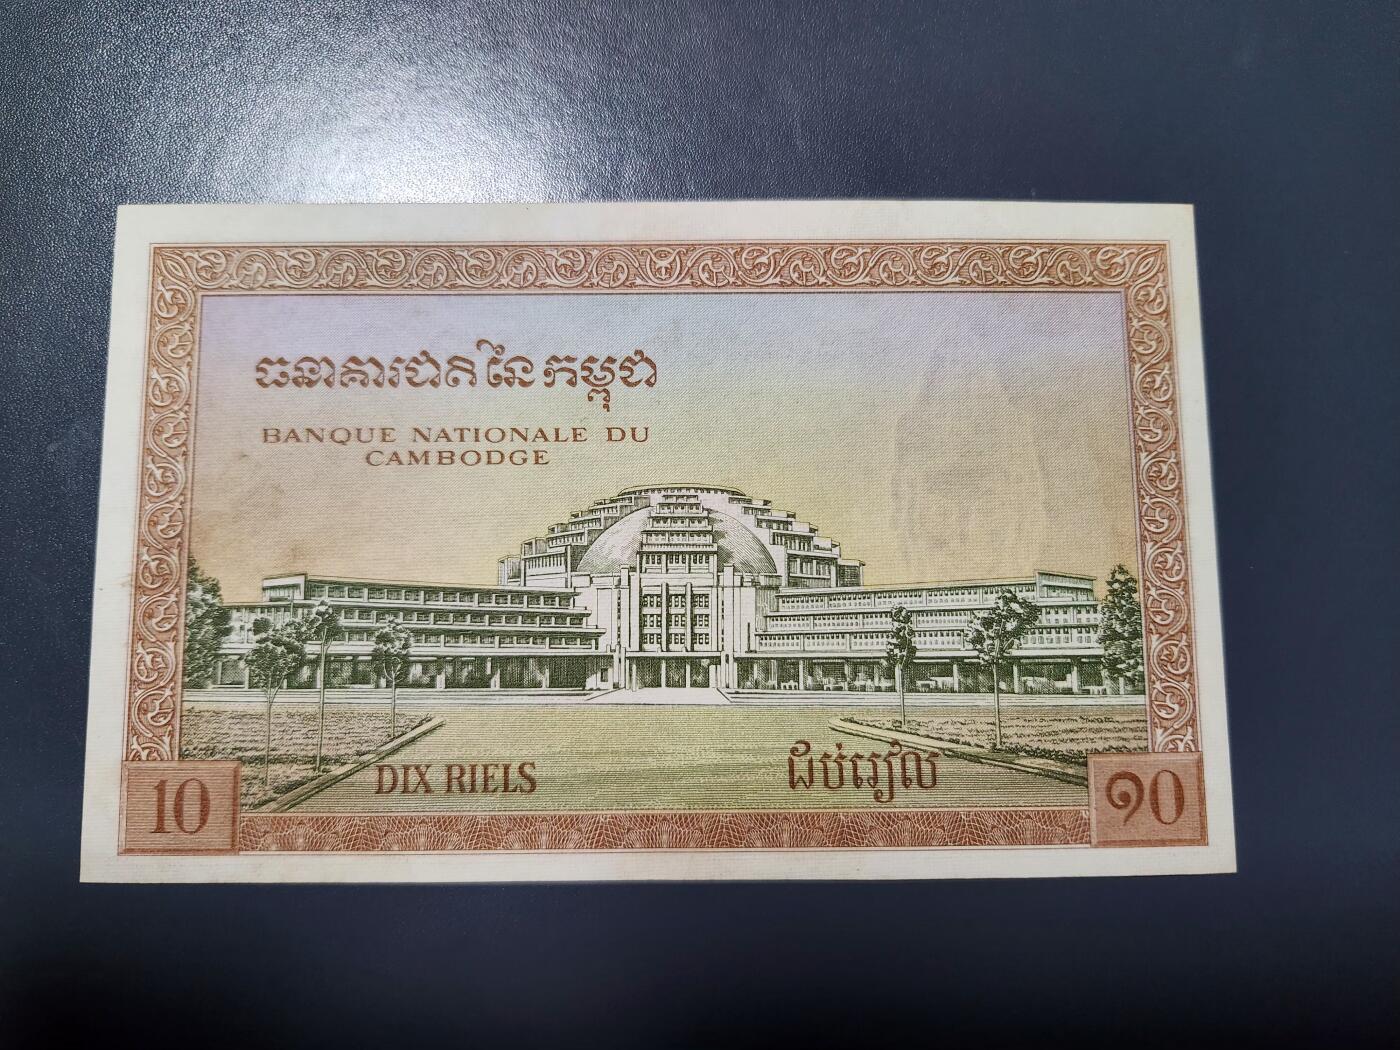 ធនាគារជាតិនៃកម្ពុជា
BANQUE NATIONALE DU
CAMBODGE
DIX RIELS
ដប់រៀល
10
១០